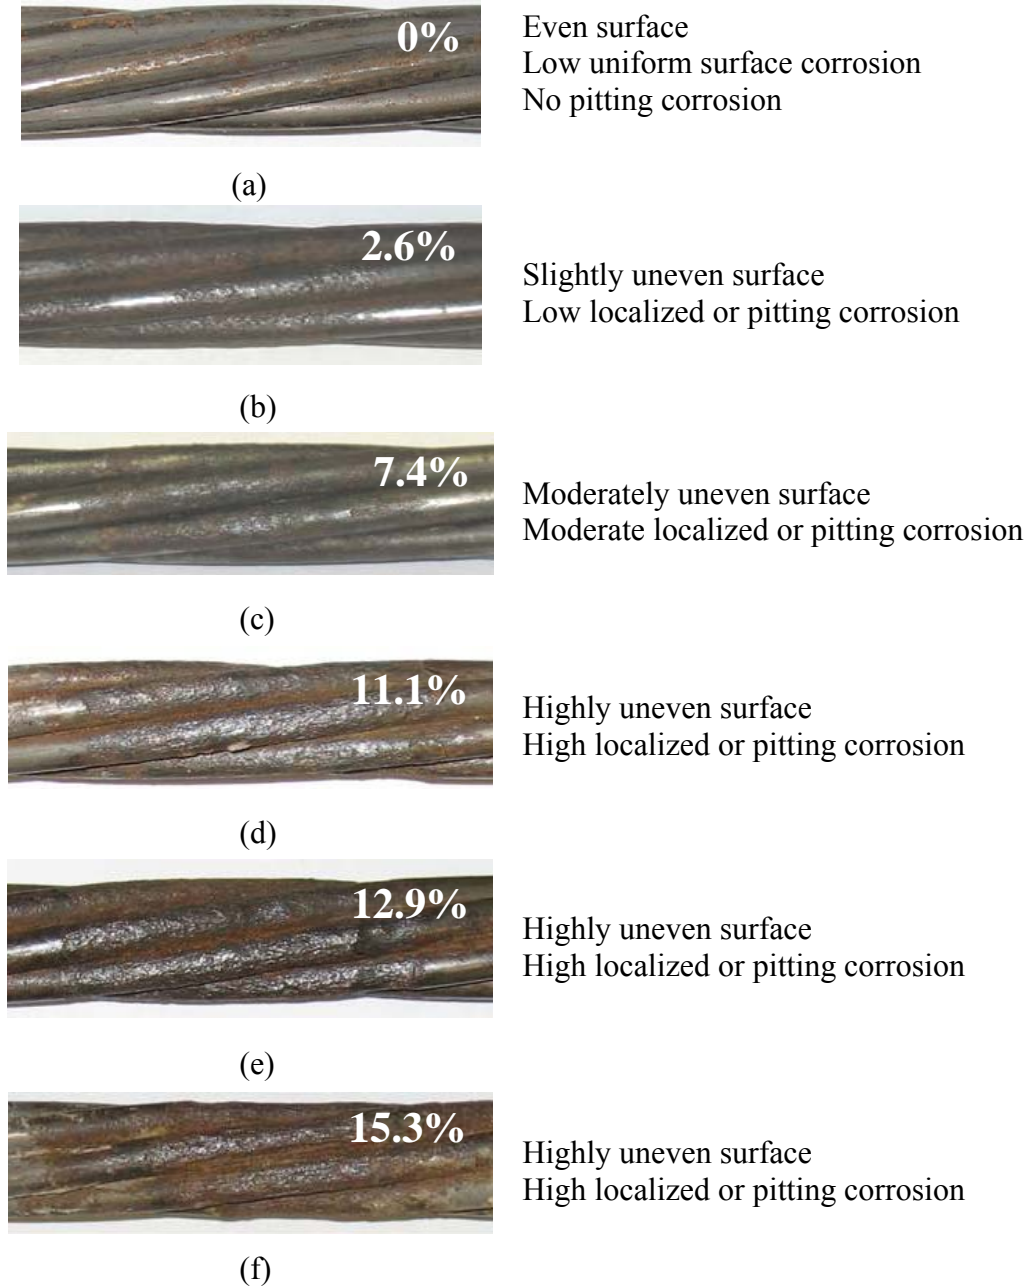 0%
Even surface
Low uniform surface corrosion
No pitting corrosion
(a)
2.6%
Slightly uneven surface
Low localized or pitting corrosion
(b)
7.4%
Moderately uneven surface
Moderate localized or pitting corrosion
(c)
11.1%
Highly uneven surface
High localized or pitting corrosion
(d)
12.9%
Highly uneven surface
High localized or pitting corrosion
(e)
15.3%
Highly uneven surface
High localized or pitting corrosion
(f)